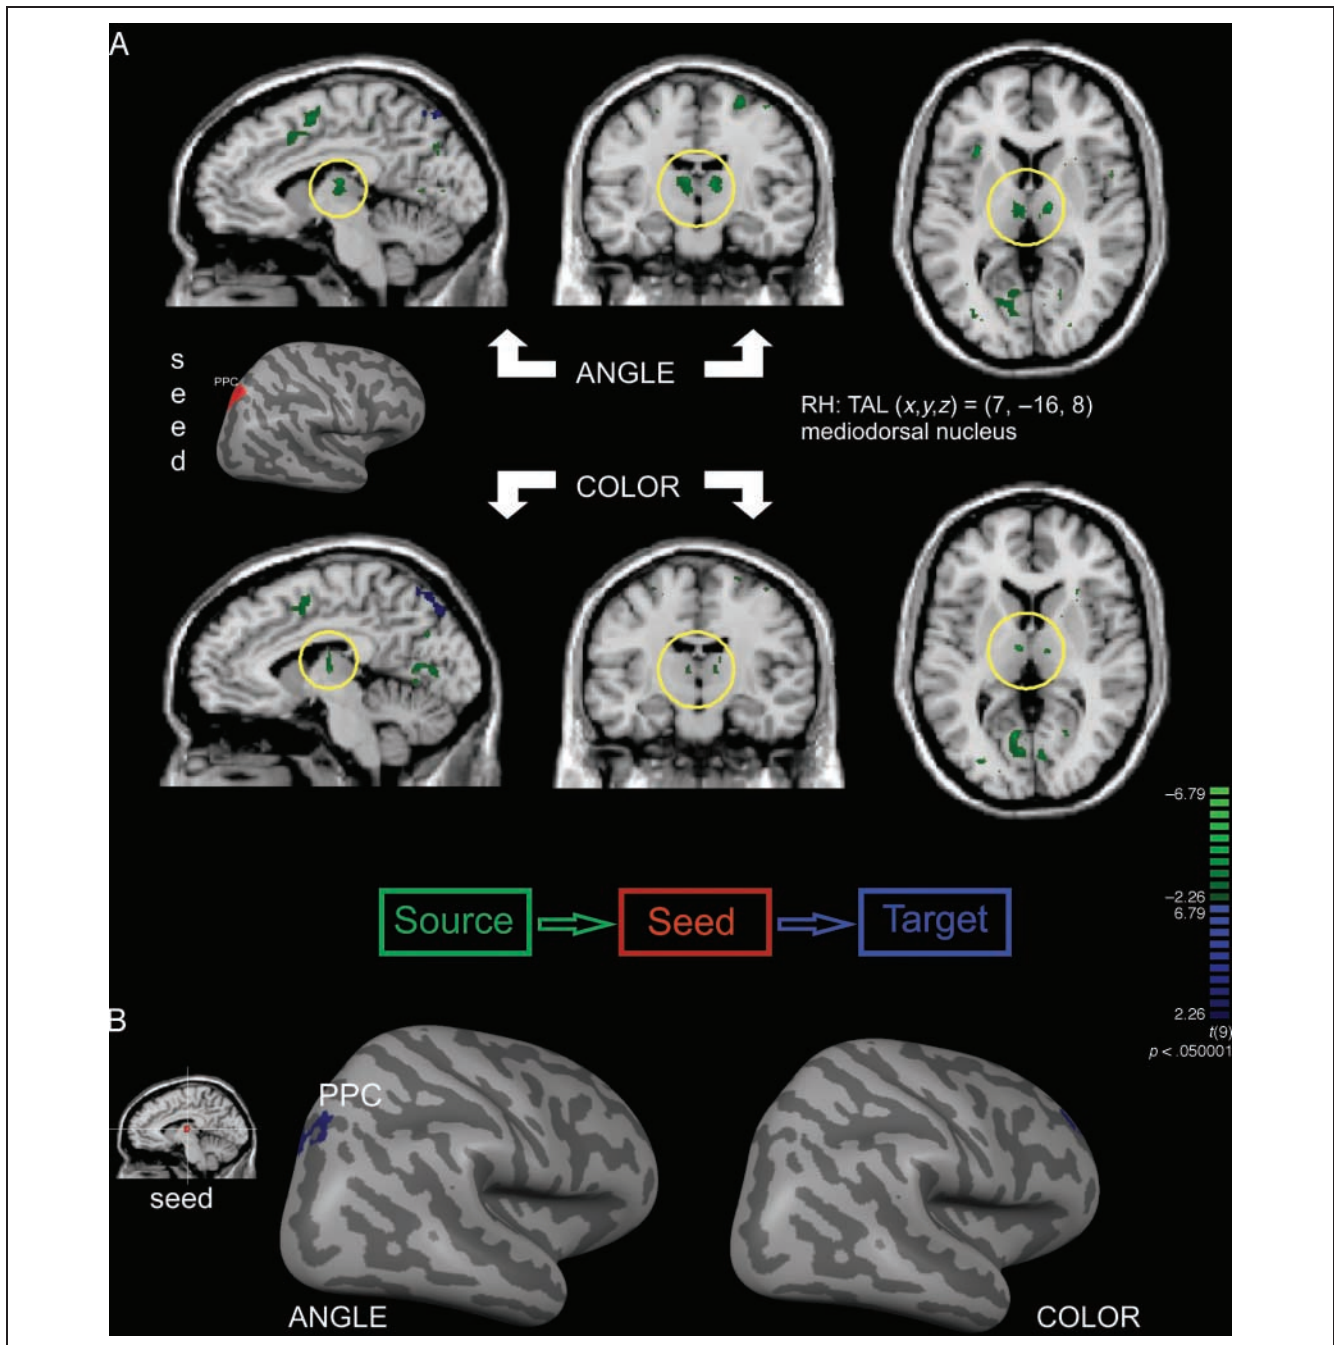 A
ANGLE
s
e
e
d
PPC
RH: TAL (x,y,z) = (7, –16, 8)
mediodorsal nucleus
COLOR
–6.79
–2.26
6.79
2.26
t(9)
p < .050001
Source
Seed
Target
B
PPC
seed
ANGLE
COLOR